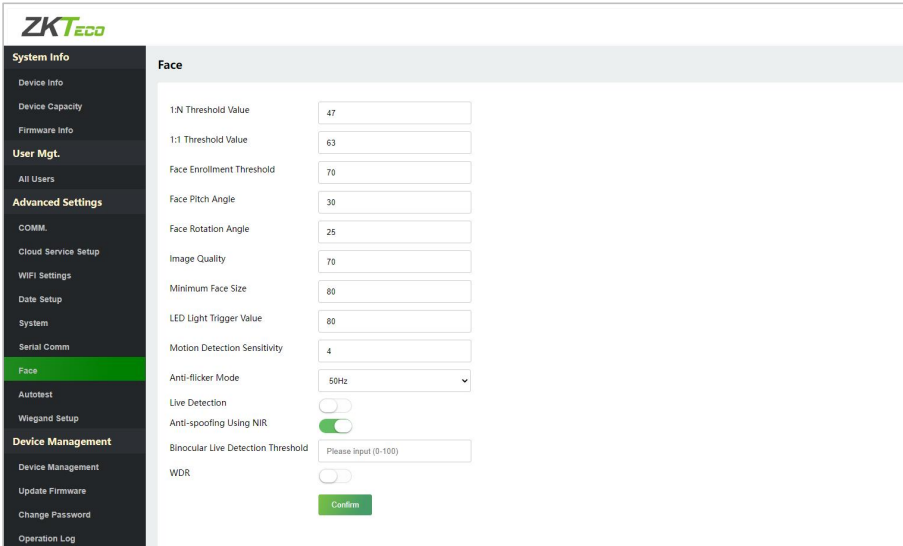 ZKTeco
System Info
Device Info
Device Capacity
Firmware Info
User Mgt.
All Users
Advanced Settings
COMM.
Cloud Service Setup
WIFI Settings
Date Setup
System
Serial Comm
Face
Autotest
Wiegand Setup
Device Management
Device Management
Update Firmware
Change Password
Operation Log
Face
1:N Threshold Value 47
1:1 Threshold Value 63
Face Enrollment Threshold 70
Face Pitch Angle 30
Face Rotation Angle 25
Image Quality 70
Minimum Face Size 80
LED Light Trigger Value 80
Motion Detection Sensitivity 4
Anti-flicker Mode 50Hz
Live Detection
Anti-spoofing Using NIR
Binocular Live Detection Threshold Please input (0-100)
WDR
Confirm